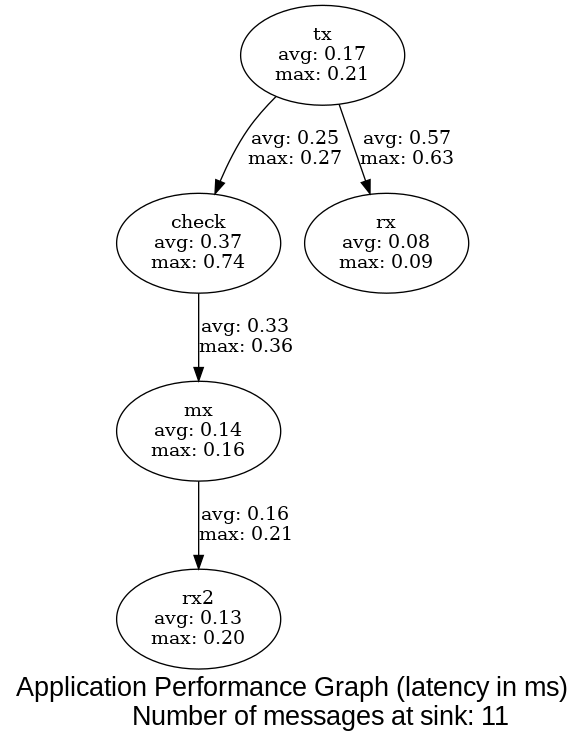 tx
avg: 0.17
max: 0.21
avg: 0.25
max: 0.27
avg: 0.57
max: 0.63
check
avg: 0.37
max: 0.74
rx
avg: 0.08
max: 0.09
avg: 0.33
max: 0.36
mx
avg: 0.14
max: 0.16
avg: 0.16
max: 0.21
rx2
avg: 0.13
max: 0.20
Application Performance Graph (latency in ms)
Number of messages at sink: 11